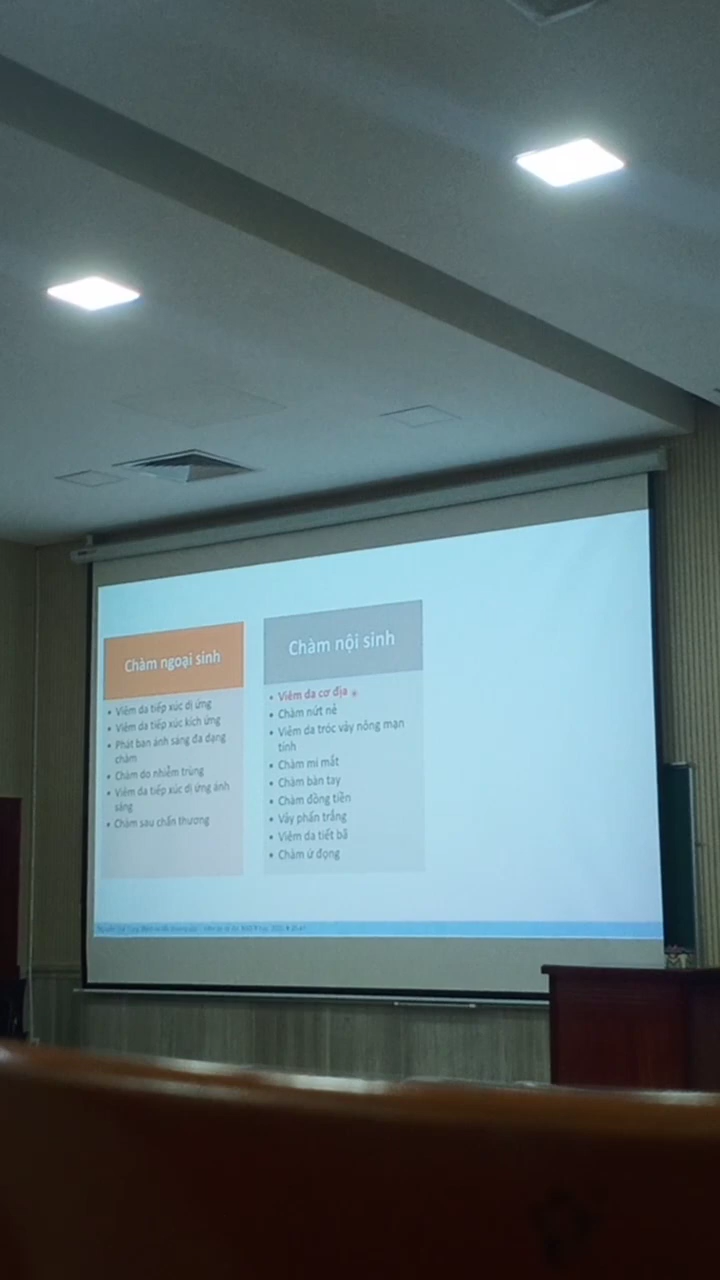 Chàm ngoại sinh
• Viêm da tiếp xúc dị ứng
• Viêm da tiếp xúc kích ứng
• Phát ban ánh sáng đa dạng
chàm
• Chàm do nhiễm trùng
• Viêm da tiếp xúc dị ứng ánh
sáng
• Chàm sau chấn thương
Chàm nội sinh
• Viêm da cơ địa
• Chàm nứt nẻ
• Viêm da tróc vảy nông mạn
tính
• Chàm mi mắt
• Chàm bàn tay
• Chàm đồng tiền
• Vảy phấn trắng
• Viêm da tiết bã
• Chàm ứ đọng